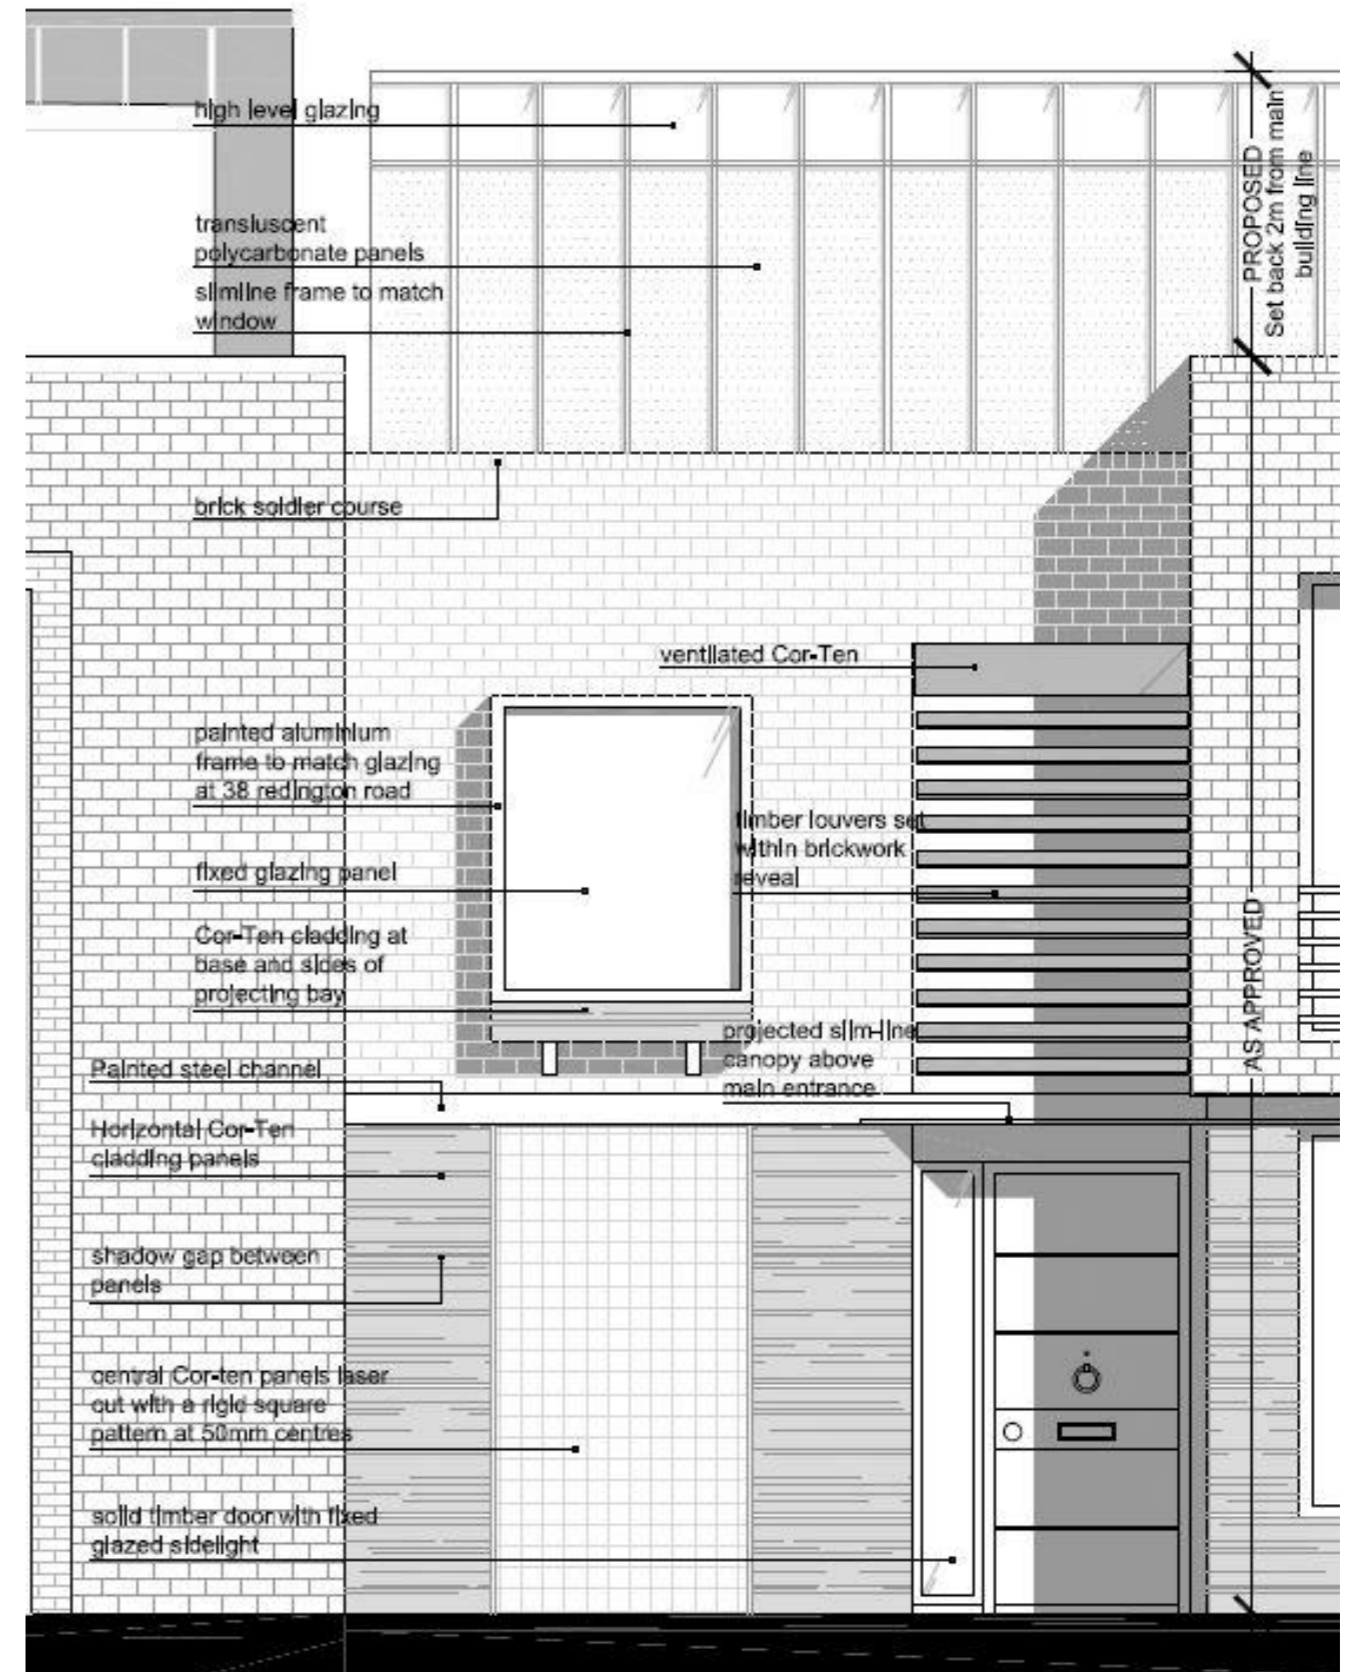 high level glazing
transluscent
polycarbonate panels
slimline frame to match
window
PROPOSED
Set back 2m from main
building line
brick soldier course
ventilated Cor-Ten
painted aluminium
frame to match glazing
at 38 redington road
timber louvers set
within brickwork
reveal
fixed glazing panel
Cor-Ten cladding at
base and sides of
projecting bay
AS APPROVED
projected slim-line
canopy above
main entrance
Painted steel channel
Horizontal Cor-Ten
cladding panels
shadow gap between
panels
central Cor-ten panels laser
cut with a rigid square
pattern at 50mm centres
solid timber door with fixed
glazed sidelight